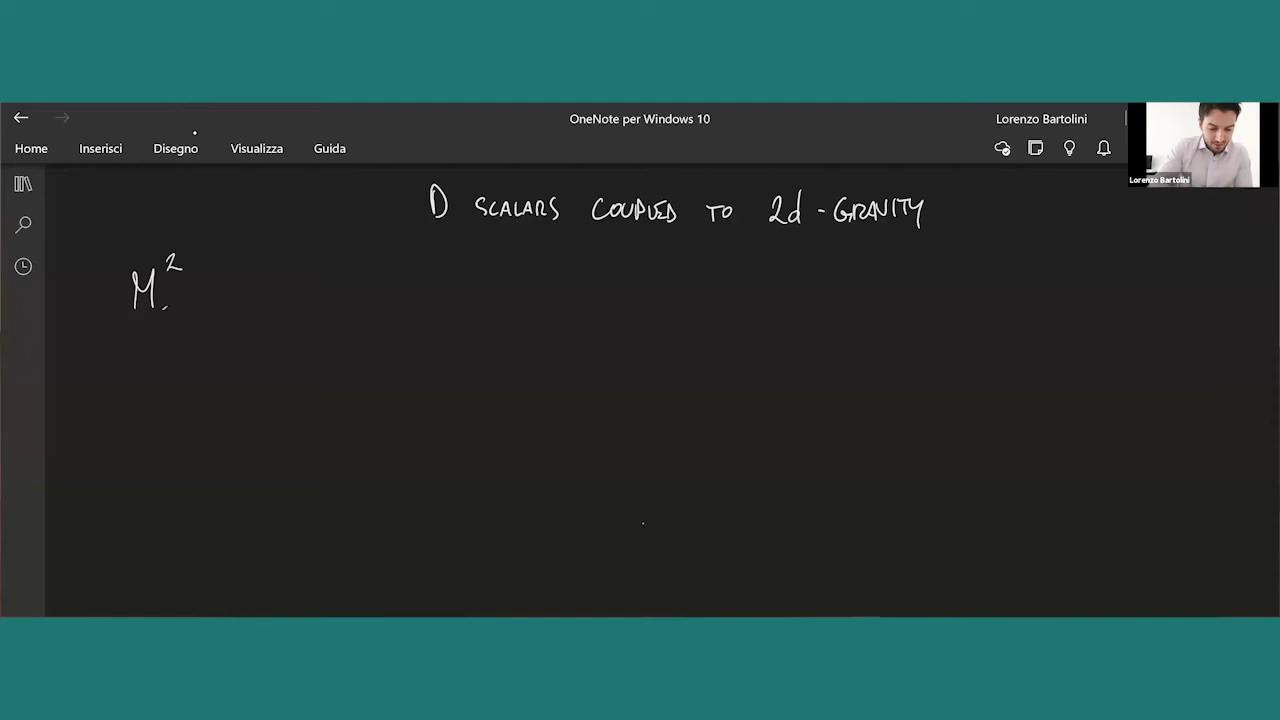 OneNote per Windows 10
Lorenzo Bartolini
Home Inserisci Disegno Visualizza Guida
Lorenzo Bartolini
D SCALARS COUPLED TO 2d - GRAVITY
M²